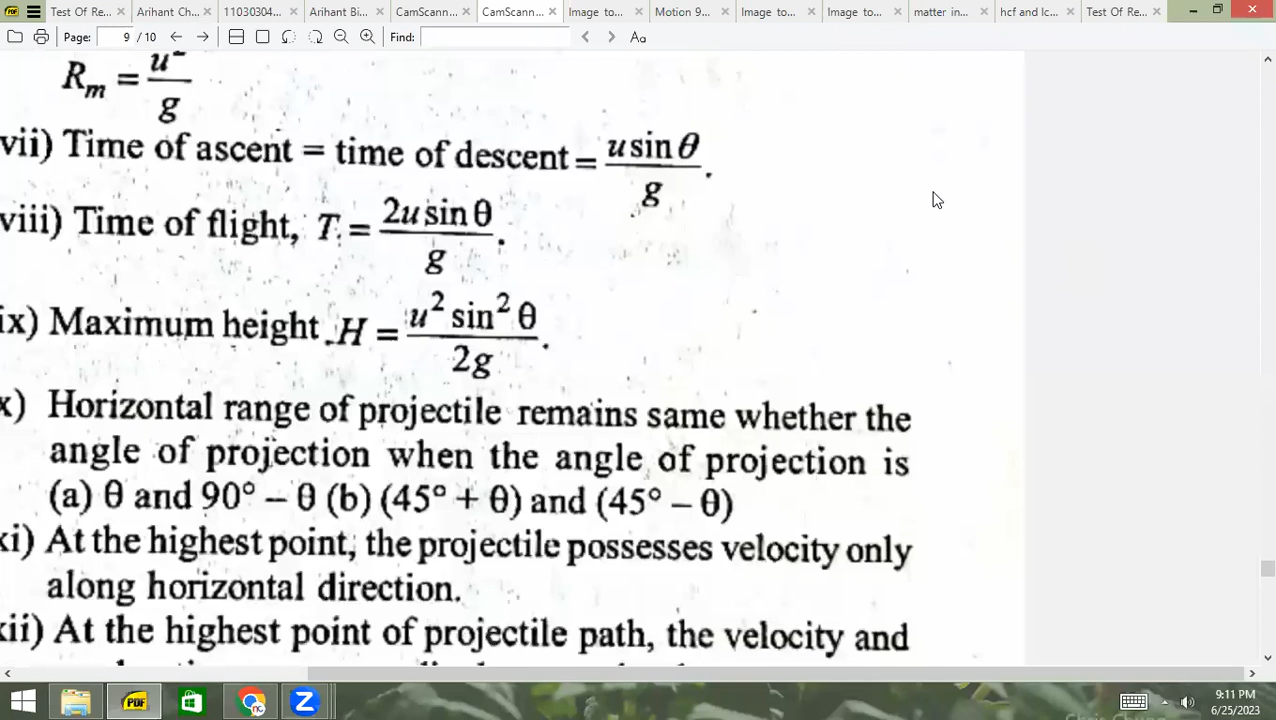 Test Of Re... Arihant Ch... 11030304... Arihant Bi... CamScann... CamScann... Image to... Motion 9 Image to... Image to... matter in... hcf and lc... Test Of Re...
Page: 9 / 10 Find: Aa
R_m = u²/g
vii) Time of ascent = time of descent = u sin θ / g.
viii) Time of flight, T = 2u sin θ / g.
ix) Maximum height H = u² sin² θ / 2g.
x) Horizontal range of projectile remains same whether the
angle of projection when the angle of projection is
(a) θ and 90° – θ (b) (45° + θ) and (45° – θ)
xi) At the highest point, the projectile possesses velocity only
along horizontal direction.
xii) At the highest point of projectile path, the velocity and
PDF
PDF
9:11 PM
6/25/2023